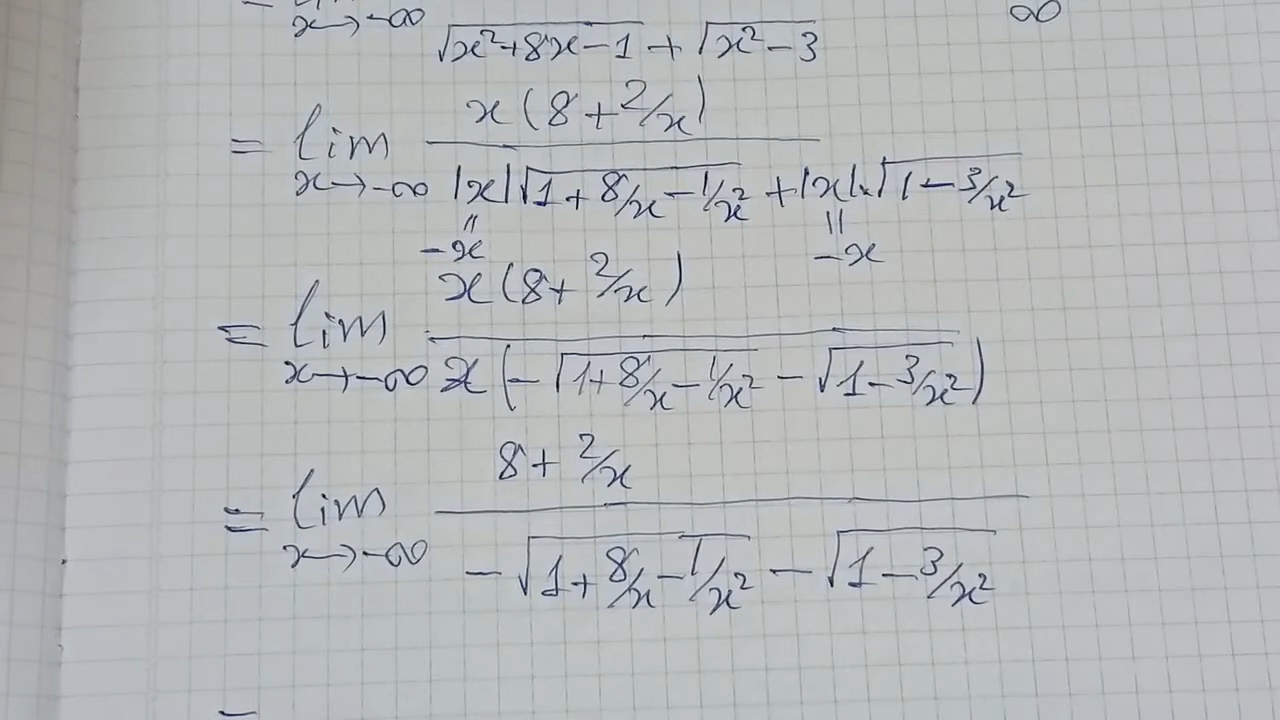 = lim x→-∞ √(x²+8x-1) + √(x²-3) ∞
= lim x→-∞ x(8+2/x) / |x|√(1+8/x-1/x²) + |x|·√(1-3/x²)
= -x = -x
= lim x→-∞ x(8+2/x) / x(-√(1+8/x-1/x²) - √(1-3/x²))
= lim x→-∞ 8+2/x / -√(1+8/x-1/x²) - √(1-3/x²)